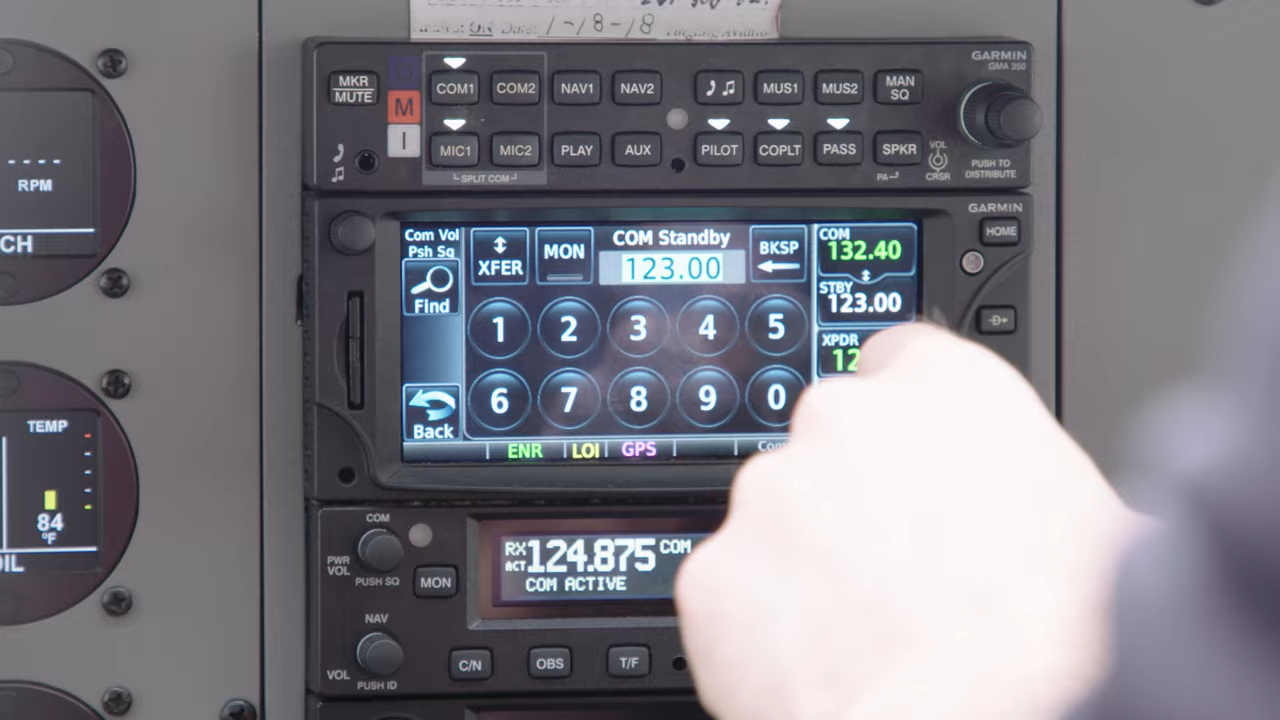 ON Date: 1-18-18
GARMIN
GMA 350
MKR MUTE
M
I
COM1 COM2 NAV1 NAV2 MUS1 MUS2 MAN SQ
MIC1 MIC2 PLAY AUX PILOT COPLT PASS SPKR
SPLIT COM
PA
VOL
CRSR
PUSH TO
DISTRIBUTE
GARMIN
HOME
Com Vol
Psh Sq
Find
Back
XFER
MON
COM Standby
123.00
BKSP
1 2 3 4 5
6 7 8 9 0
COM
132.40
STBY
123.00
XPDR
12
ENR LOI GPS
COM
PWR
VOL
PUSH SQ
MON
RX 124.875 COM
ACT
COM ACTIVE
NAV
VOL
PUSH ID
C/N OBS T/F
RPM
CH
TEMP
84
°F
OIL